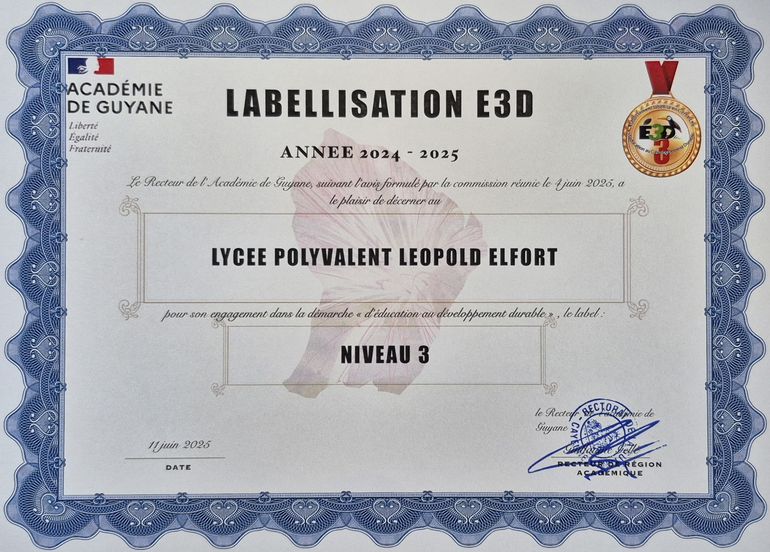 ACADÉMIE
DE GUYANE
Liberté
Égalité
Fraternité
LABELLISATION E3D
ANNEE 2024 - 2025
É3D
3
Le Recteur de l'Académie de Guyane, suivant l'avis formulé par la commission réunie le 4 juin 2025, a
le plaisir de décerner au
LYCEE POLYVALENT LEOPOLD ELFORT
pour son engagement dans la démarche « d'éducation au développement durable » , le label :
NIVEAU 3
le Recteur de l'académie de
Guyane
11 juin 2025
DATE
RECTEUR DE RÉGION
ACADÉMIQUE